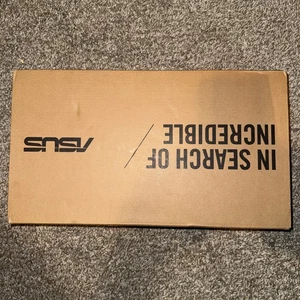 IN SEARCH OF
INCREDIBLE
ASUS